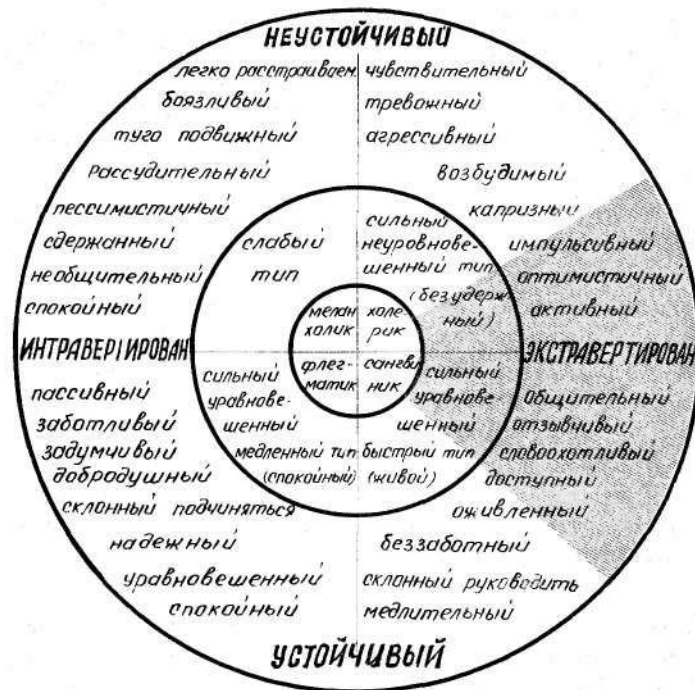 НЕУСТОЙЧИВЫЙ
легко расстраиваем. чувствительный
боязливый тревожный
туго подвижный агрессивный
Рассудительный возбудимый
пессимистичный капризный
сдержанный импульсивный
необщительный оптимистичный
спокойный активный
слабый
тип
сильный
неуровнове-
шенный тип
(безудерж
ный)
мелан
холик
холе-
рик
ИНТРАВЕРТИРОВАН ЭКСТРАВЕРТИРОВАН
флег-
матик
сангви
ник
сильный
уравнове-
шенный
медленный тип
(спокойный)
сильный
уравнове
шенный
быстрый тип
(живой)
пассивный общительный
заботливый отзывчивый
задумчивый словоохотливый
добродушный доступный
склонный подчиняться оживленный
надежный беззаботный
уравновешенный склонный руководить
спокойный медлительный
УСТОЙЧИВЫЙ